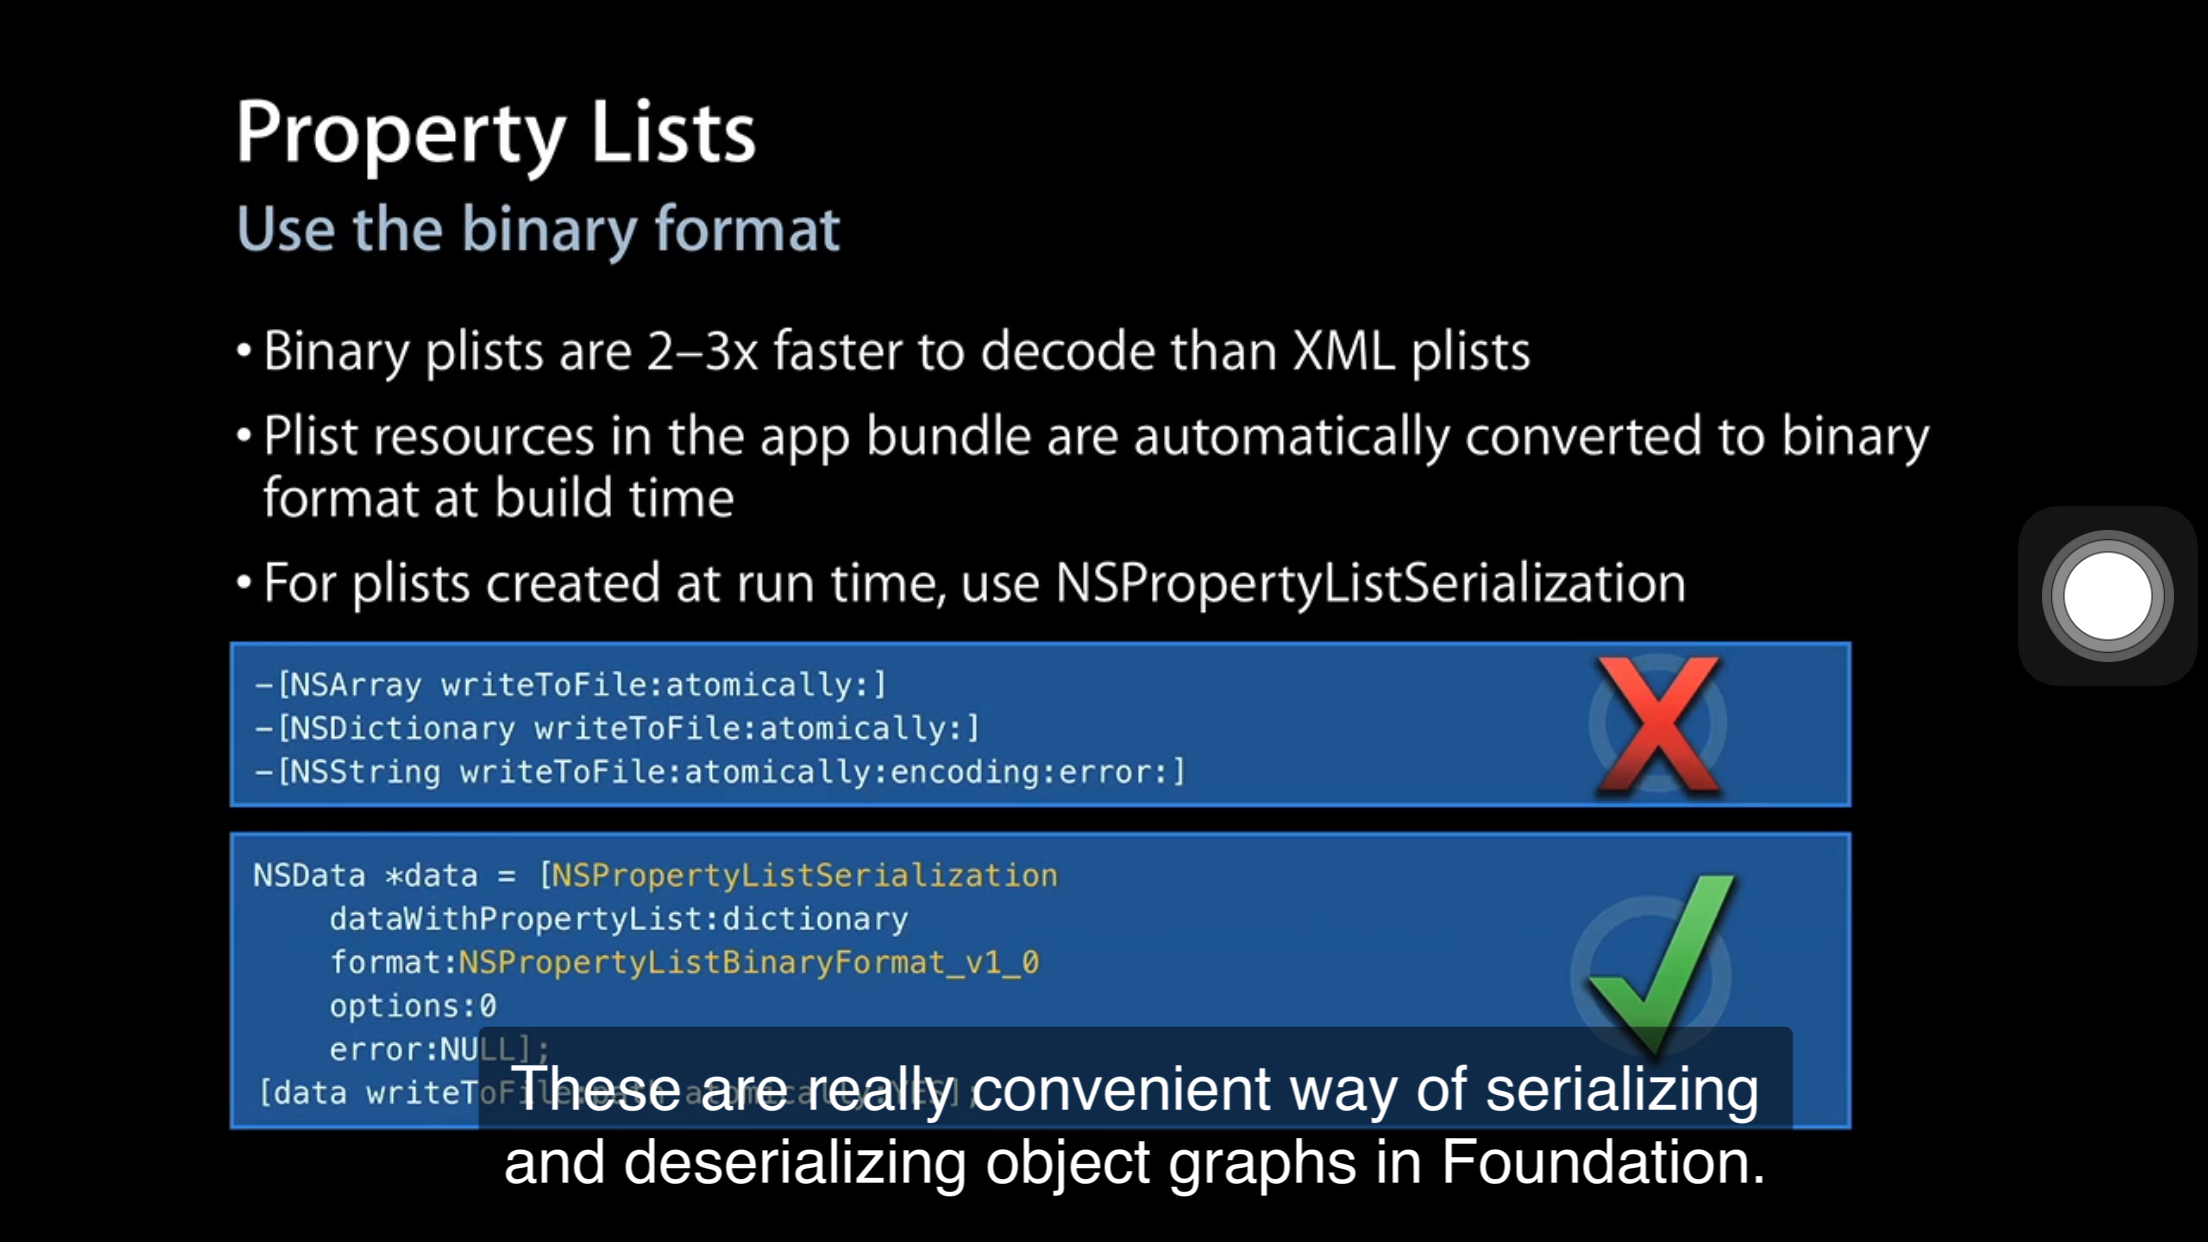 Property Lists
Use the binary format
• Binary plists are 2–3x faster to decode than XML plists
• Plist resources in the app bundle are automatically converted to binary
format at build time
• For plists created at run time, use NSPropertyListSerialization
-[NSArray writeToFile:atomically:]
-[NSDictionary writeToFile:atomically:]
-[NSString writeToFile:atomically:encoding:error:]
NSData *data = [NSPropertyListSerialization
dataWithPropertyList:dictionary
format:NSPropertyListBinaryFormat_v1_0
options:0
error:NULL];
[data writeToFile:path atomically:YES];
These are really convenient way of serializing
and deserializing object graphs in Foundation.